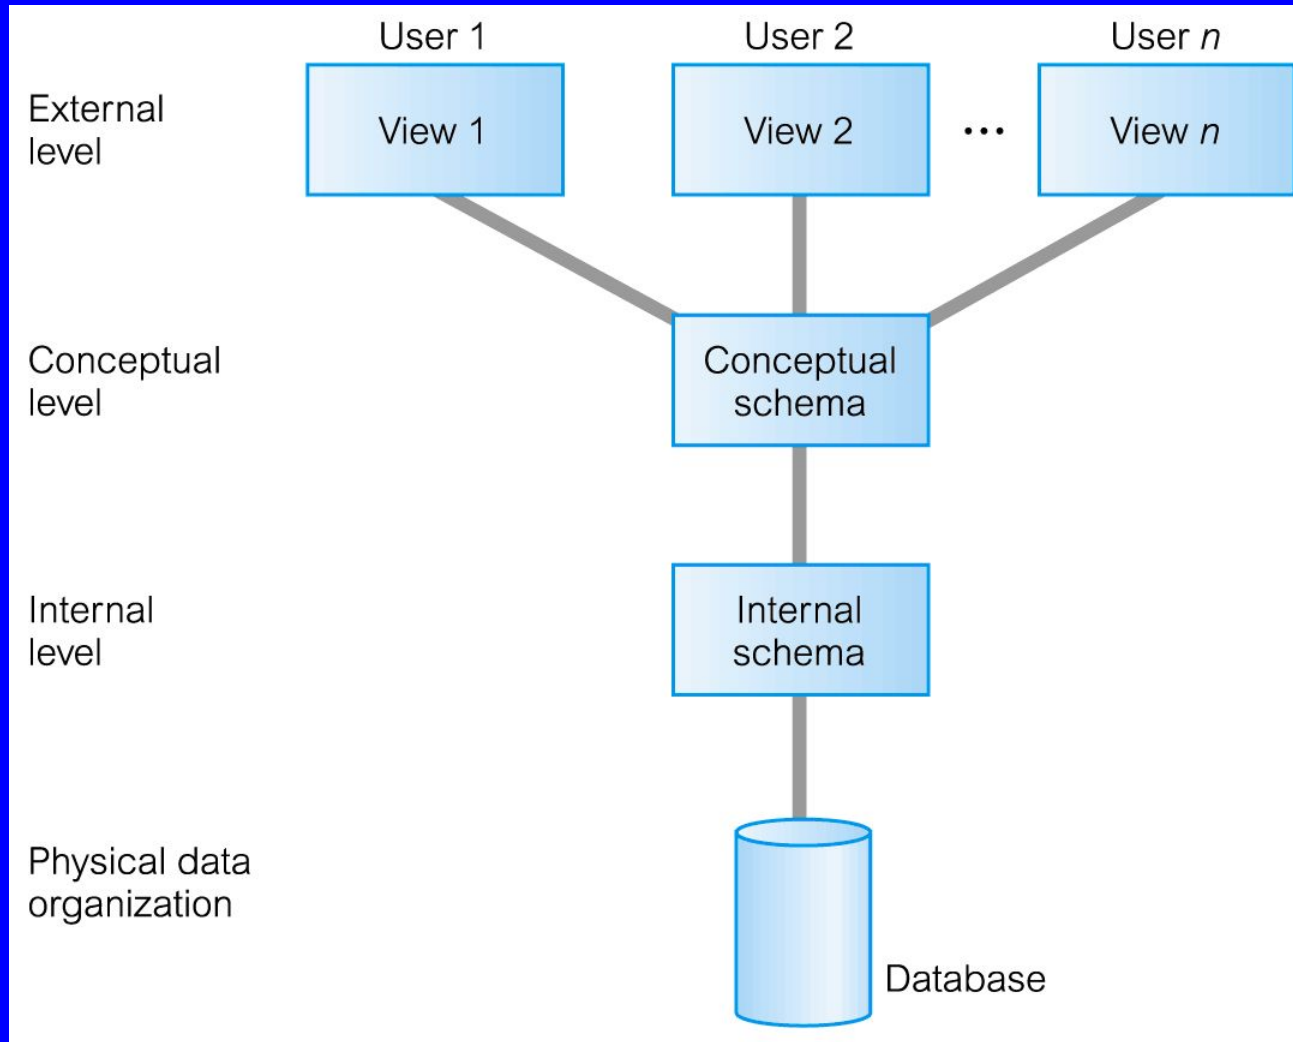 User 1
User 2
User n
External
level
View 1
View 2
...
View n
Conceptual
level
Conceptual
schema
Internal
level
Internal
schema
Physical data
organization
Database